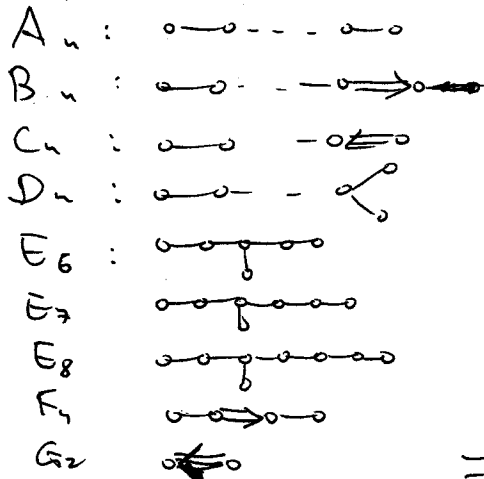 A_n :
B_n :
C_n :
D_n :
E_6 :
E_7
E_8
F_4
G_2